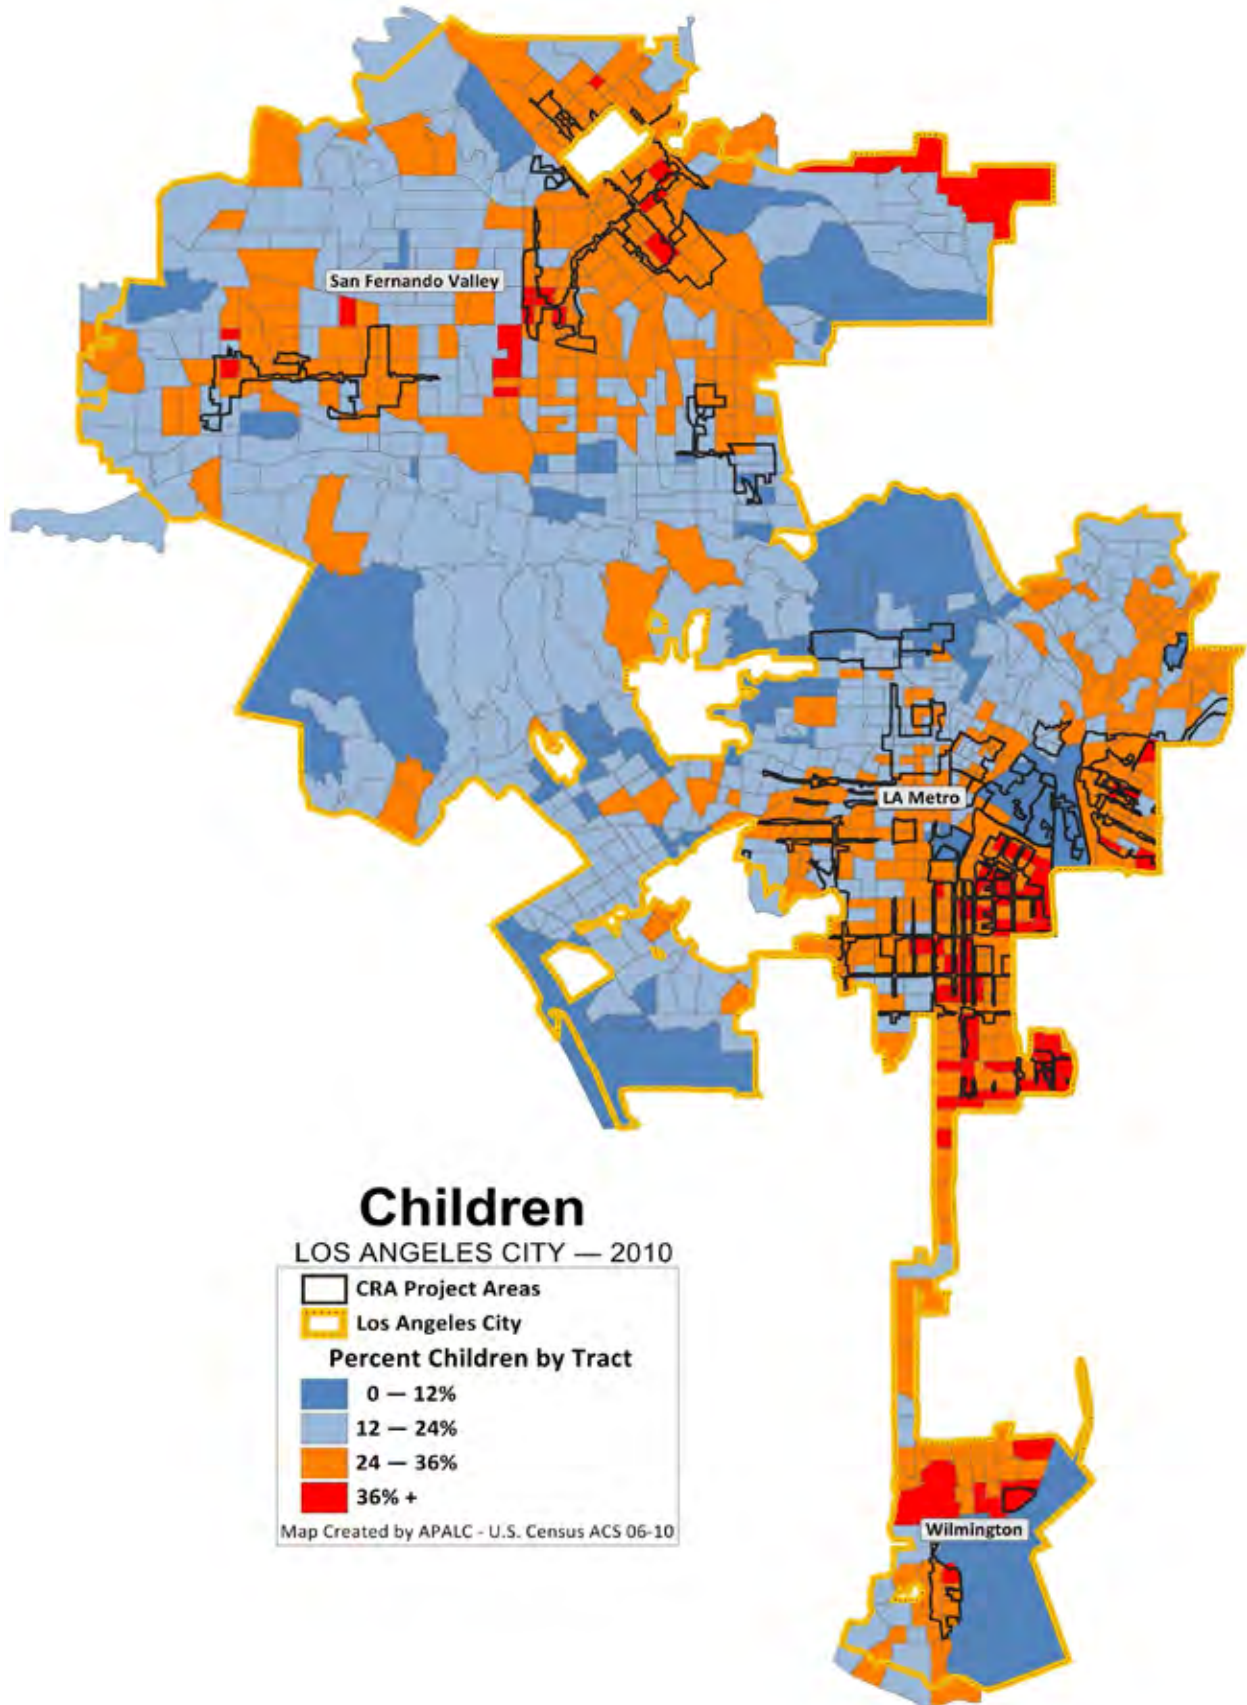 San Fernando Valley
LA Metro
Children
LOS ANGELES CITY — 2010
CRA Project Areas
Los Angeles City
Percent Children by Tract
0 — 12%
12 — 24%
24 — 36%
36% +
Map Created by APALC - U.S. Census ACS 06-10
Wilmington